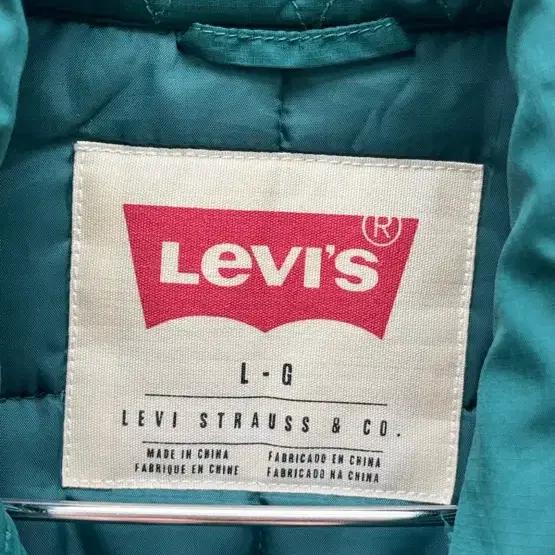 Levi's ®
L - G
LEVI STRAUSS & CO.
MADE IN CHINA FABRICADO EN CHINA
FABRIQUE EN CHINE FABRICADO NA CHINA